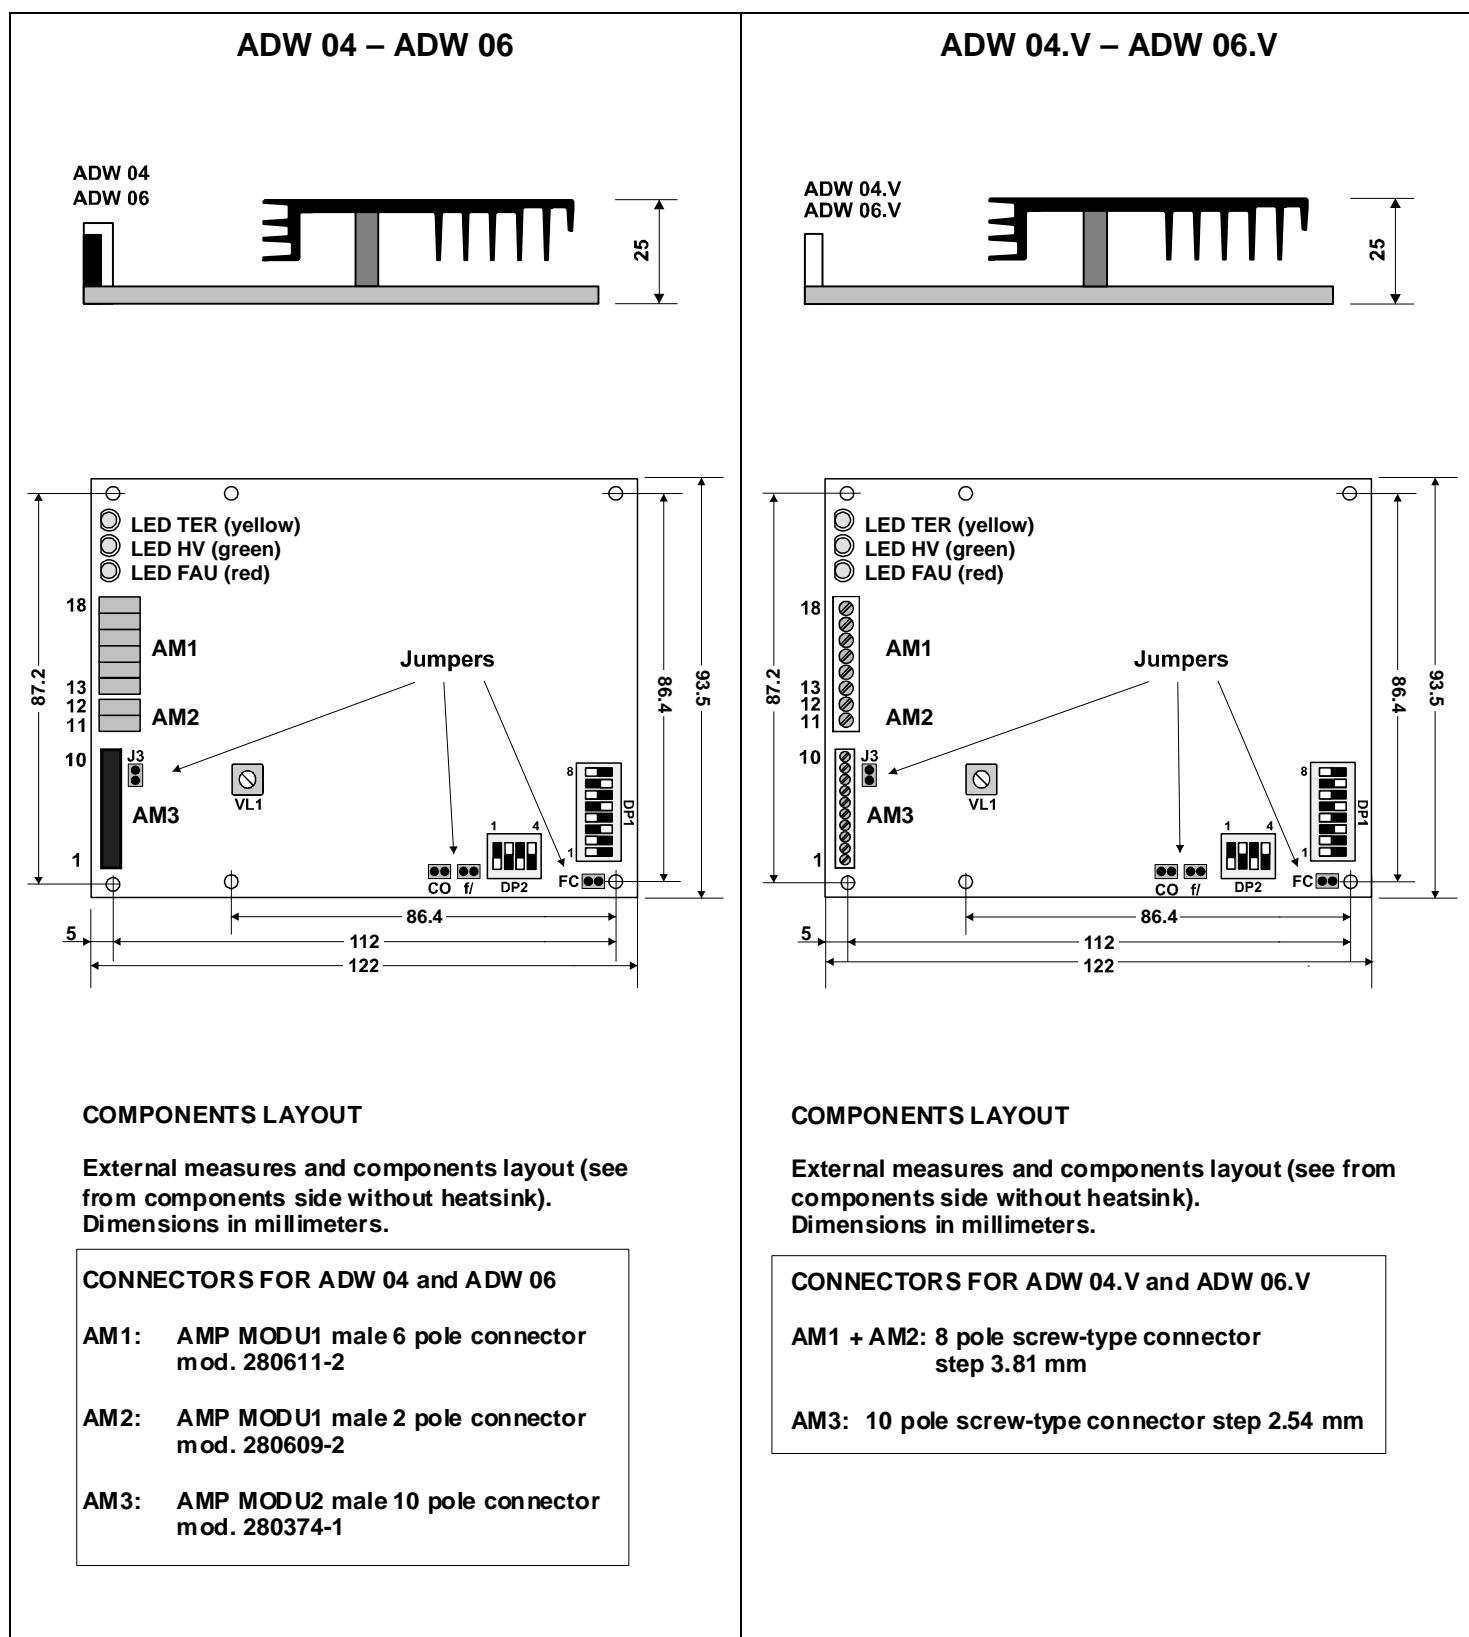 ADW 04 – ADW 06
ADW 04
ADW 06
25
LED TER (yellow)
LED HV (green)
LED FAU (red)
18
AM1
13
12
11
AM2
10
J3
AM3
1
VL1
Jumpers
87.2
86.4
93.5
8
DP1
1
1 4
DP2
CO f/
FC
86.4
5
112
122
COMPONENTS LAYOUT
External measures and components layout (see
from components side without heatsink).
Dimensions in millimeters.
CONNECTORS FOR ADW 04 and ADW 06
AM1: AMP MODU1 male 6 pole connector
mod. 280611-2
AM2: AMP MODU1 male 2 pole connector
mod. 280609-2
AM3: AMP MODU2 male 10 pole connector
mod. 280374-1
ADW 04.V – ADW 06.V
ADW 04.V
ADW 06.V
25
LED TER (yellow)
LED HV (green)
LED FAU (red)
18
AM1
13
12
11
AM2
10
J3
AM3
1
VL1
Jumpers
87.2
86.4
93.5
8
DP1
1
1 4
DP2
CO f/
FC
86.4
5
112
122
COMPONENTS LAYOUT
External measures and components layout (see from
components side without heatsink).
Dimensions in millimeters.
CONNECTORS FOR ADW 04.V and ADW 06.V
AM1 + AM2: 8 pole screw-type connector
step 3.81 mm
AM3: 10 pole screw-type connector step 2.54 mm